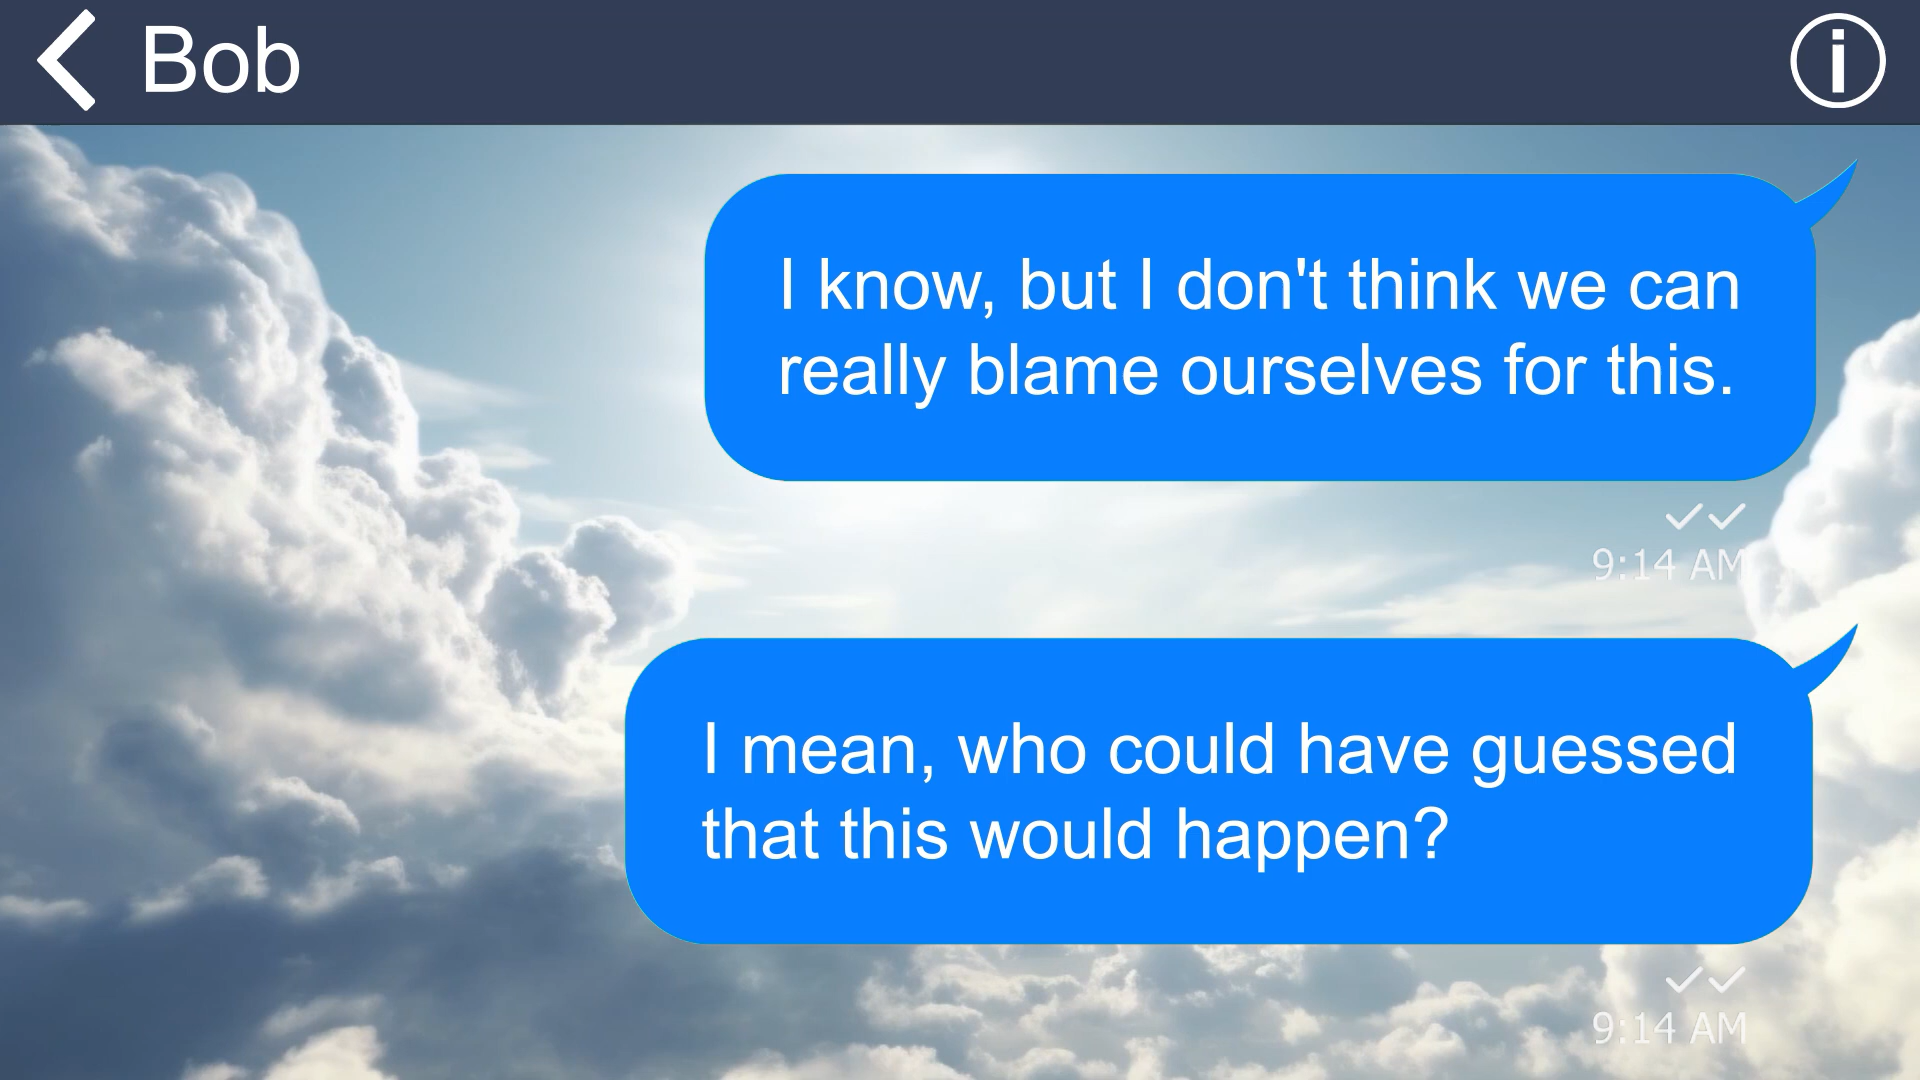 Bob
I know, but I don't think we can
really blame ourselves for this.
9:14 AM
I mean, who could have guessed
that this would happen?
9:14 AM